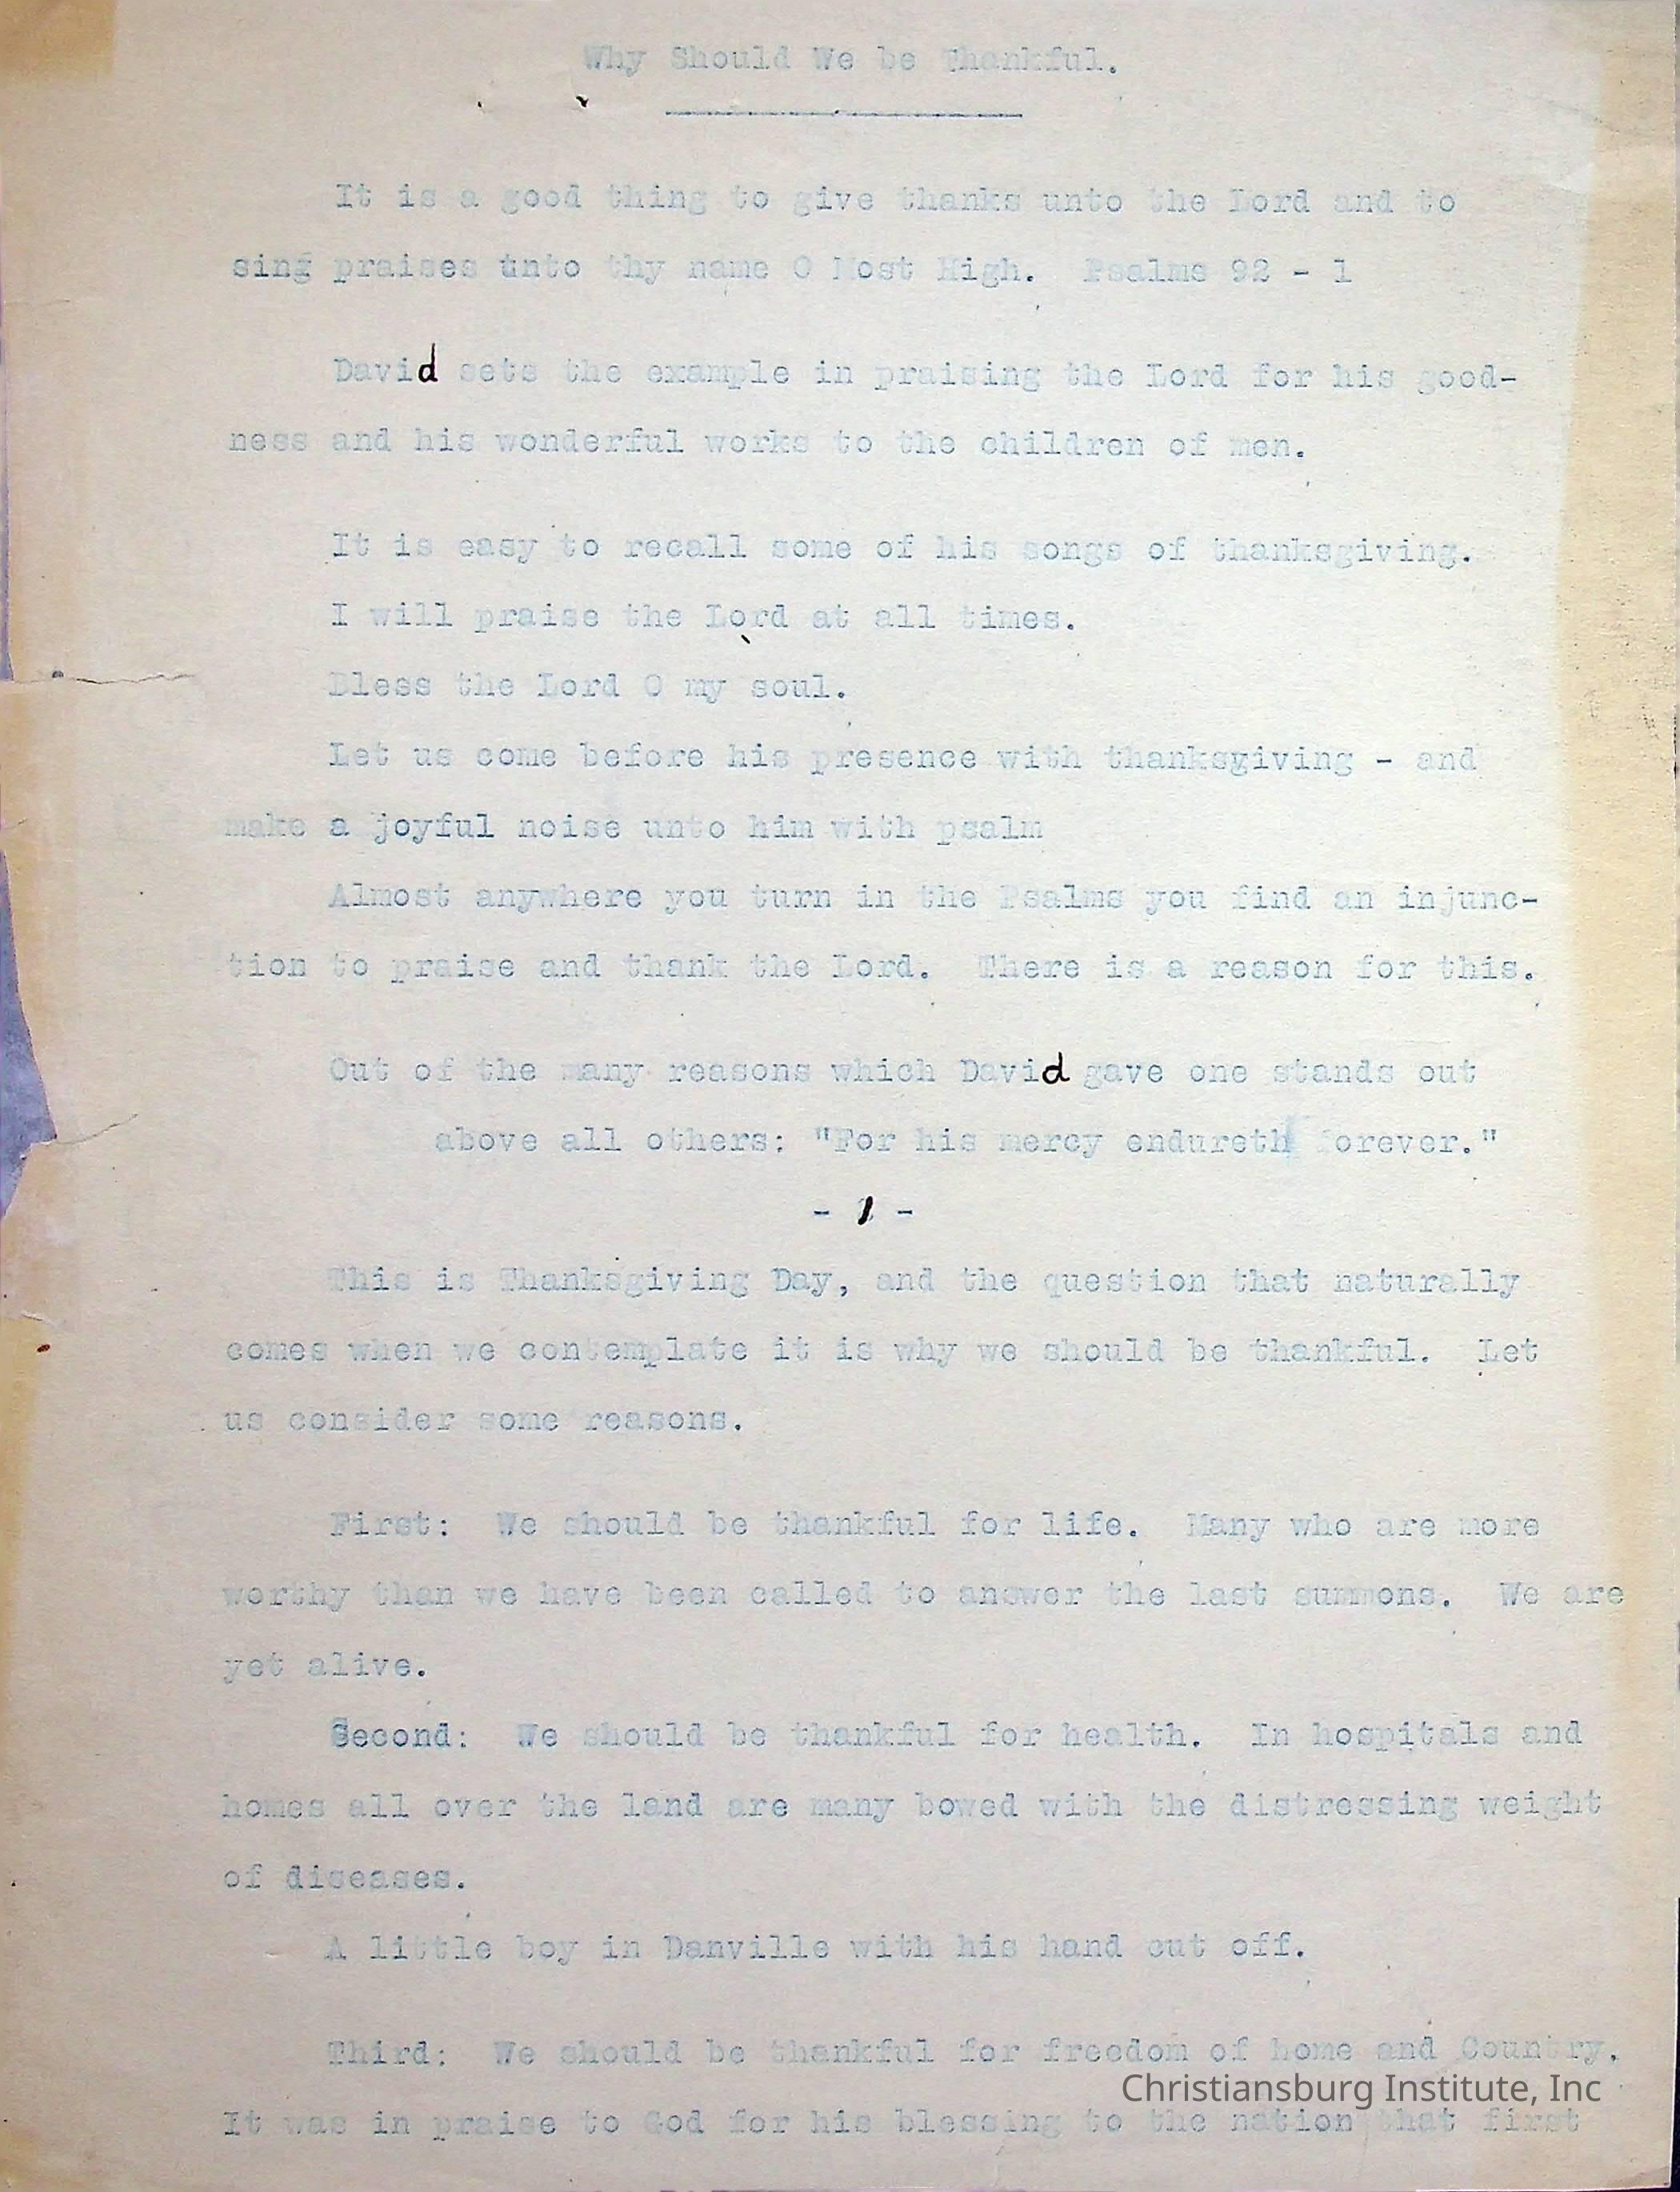 Why Should We be Thankful.
It is a good thing to give thanks unto the Lord and to
sing praises unto thy name O Most High. Psalms 92 - 1
David sets the example in praising the Lord for his good-
ness and his wonderful works to the children of men.
It is easy to recall some of his songs of thanksgiving.
I will praise the Lord at all times.
Bless the Lord O my soul.
Let us come before his presence with thanksgiving - and
make a joyful noise unto him with psalm
Almost anywhere you turn in the Psalms you find an injunc-
tion to praise and thank the Lord. There is a reason for this.
Out of the many reasons which David gave one stands out
above all others: "For his mercy endureth forever."
- 1 -
This is Thanksgiving Day, and the question that naturally
comes when we contemplate it is why we should be thankful. Let
us consider some reasons.
First: We should be thankful for life. Many who are more
worthy than we have been called to answer the last summons. We are
yet alive.
Second: We should be thankful for health. In hospitals and
homes all over the land are many bowed with the distressing weight
of diseases.
A little boy in Danville with his hand cut off.
Third: We should be thankful for freedom of home and Country.
Christiansburg Institute, Inc
It was in praise to God for his blessing to the nation that first